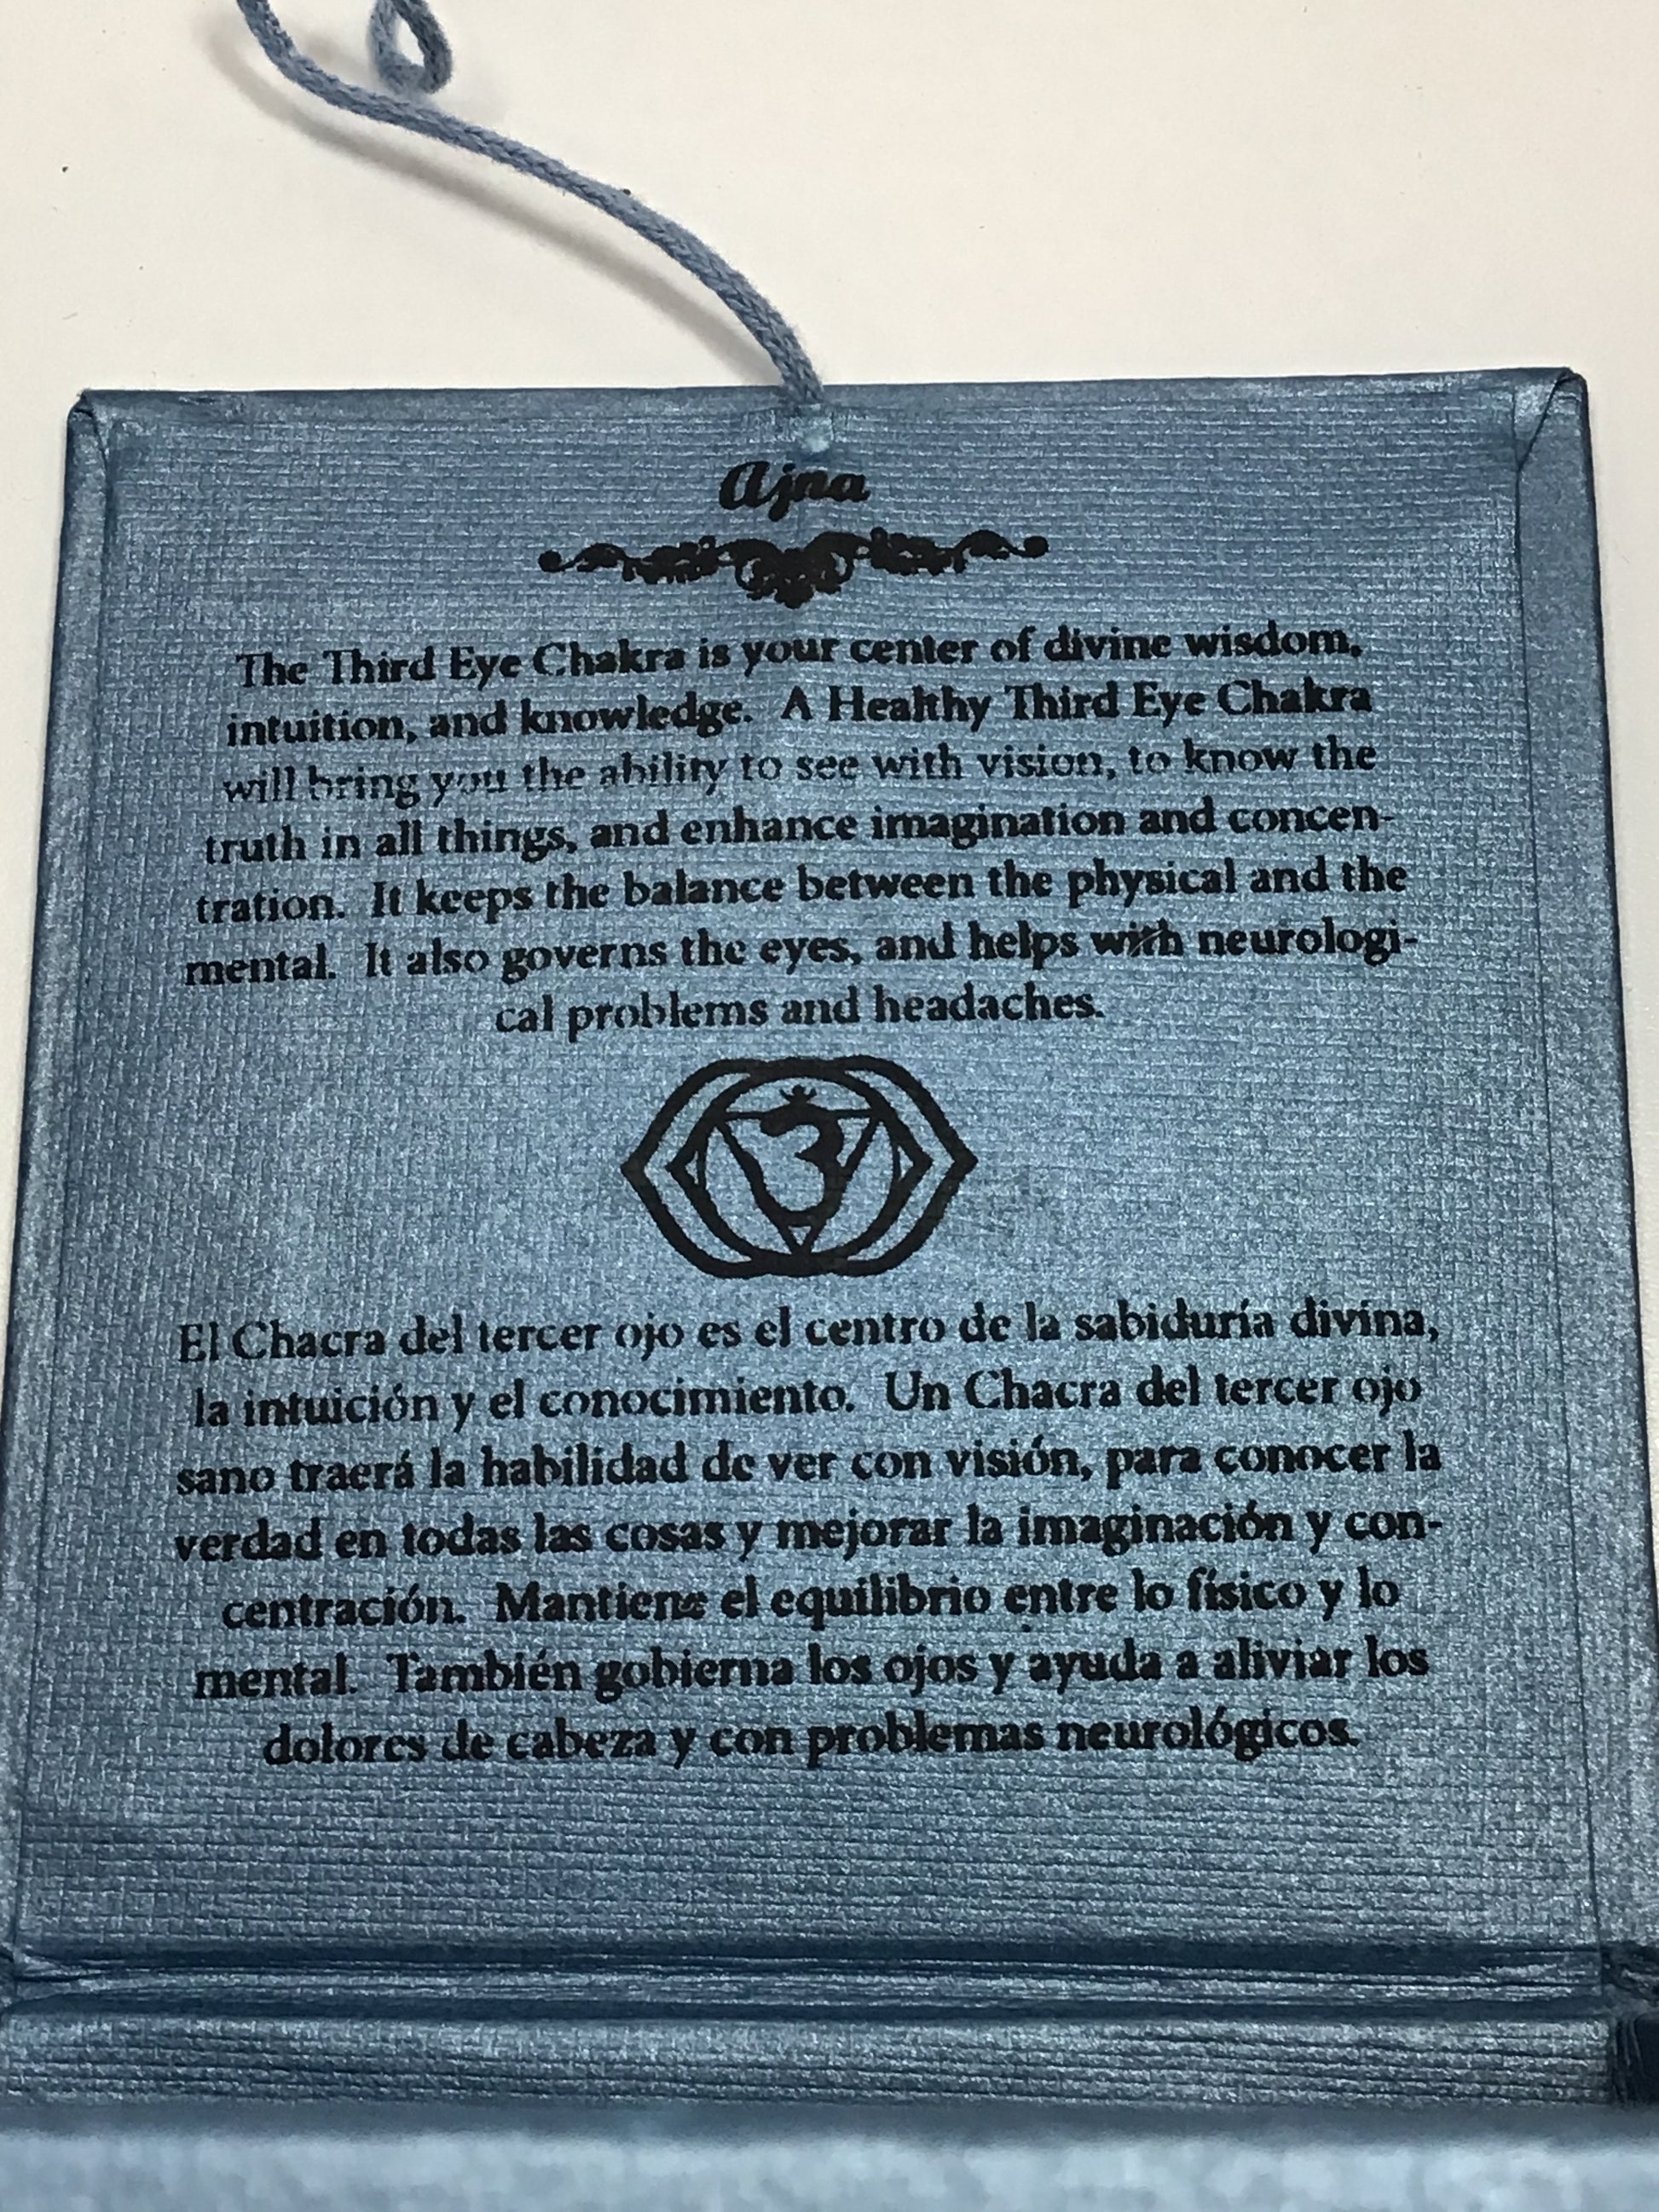 Ajna
The Third Eye Chakra is your center of divine wisdom,
intuition, and knowledge. A Healthy Third Eye Chakra
will bring you the ability to see with vision, to know the
truth in all things, and enhance imagination and concen-
tration. It keeps the balance between the physical and the
mental. It also governs the eyes, and helps with neurologi-
cal problems and headaches.
ॐ
El Chacra del tercer ojo es el centro de la sabiduría divina,
la intuición y el conocimiento. Un Chacra del tercer ojo
sano traerá la habilidad de ver con visión, para conocer la
verdad en todas las cosas y mejorar la imaginación y con-
centración. Mantiene el equilibrio entre lo físico y lo
mental. También gobierna los ojos y ayuda a aliviar los
dolores de cabeza y con problemas neurológicos.